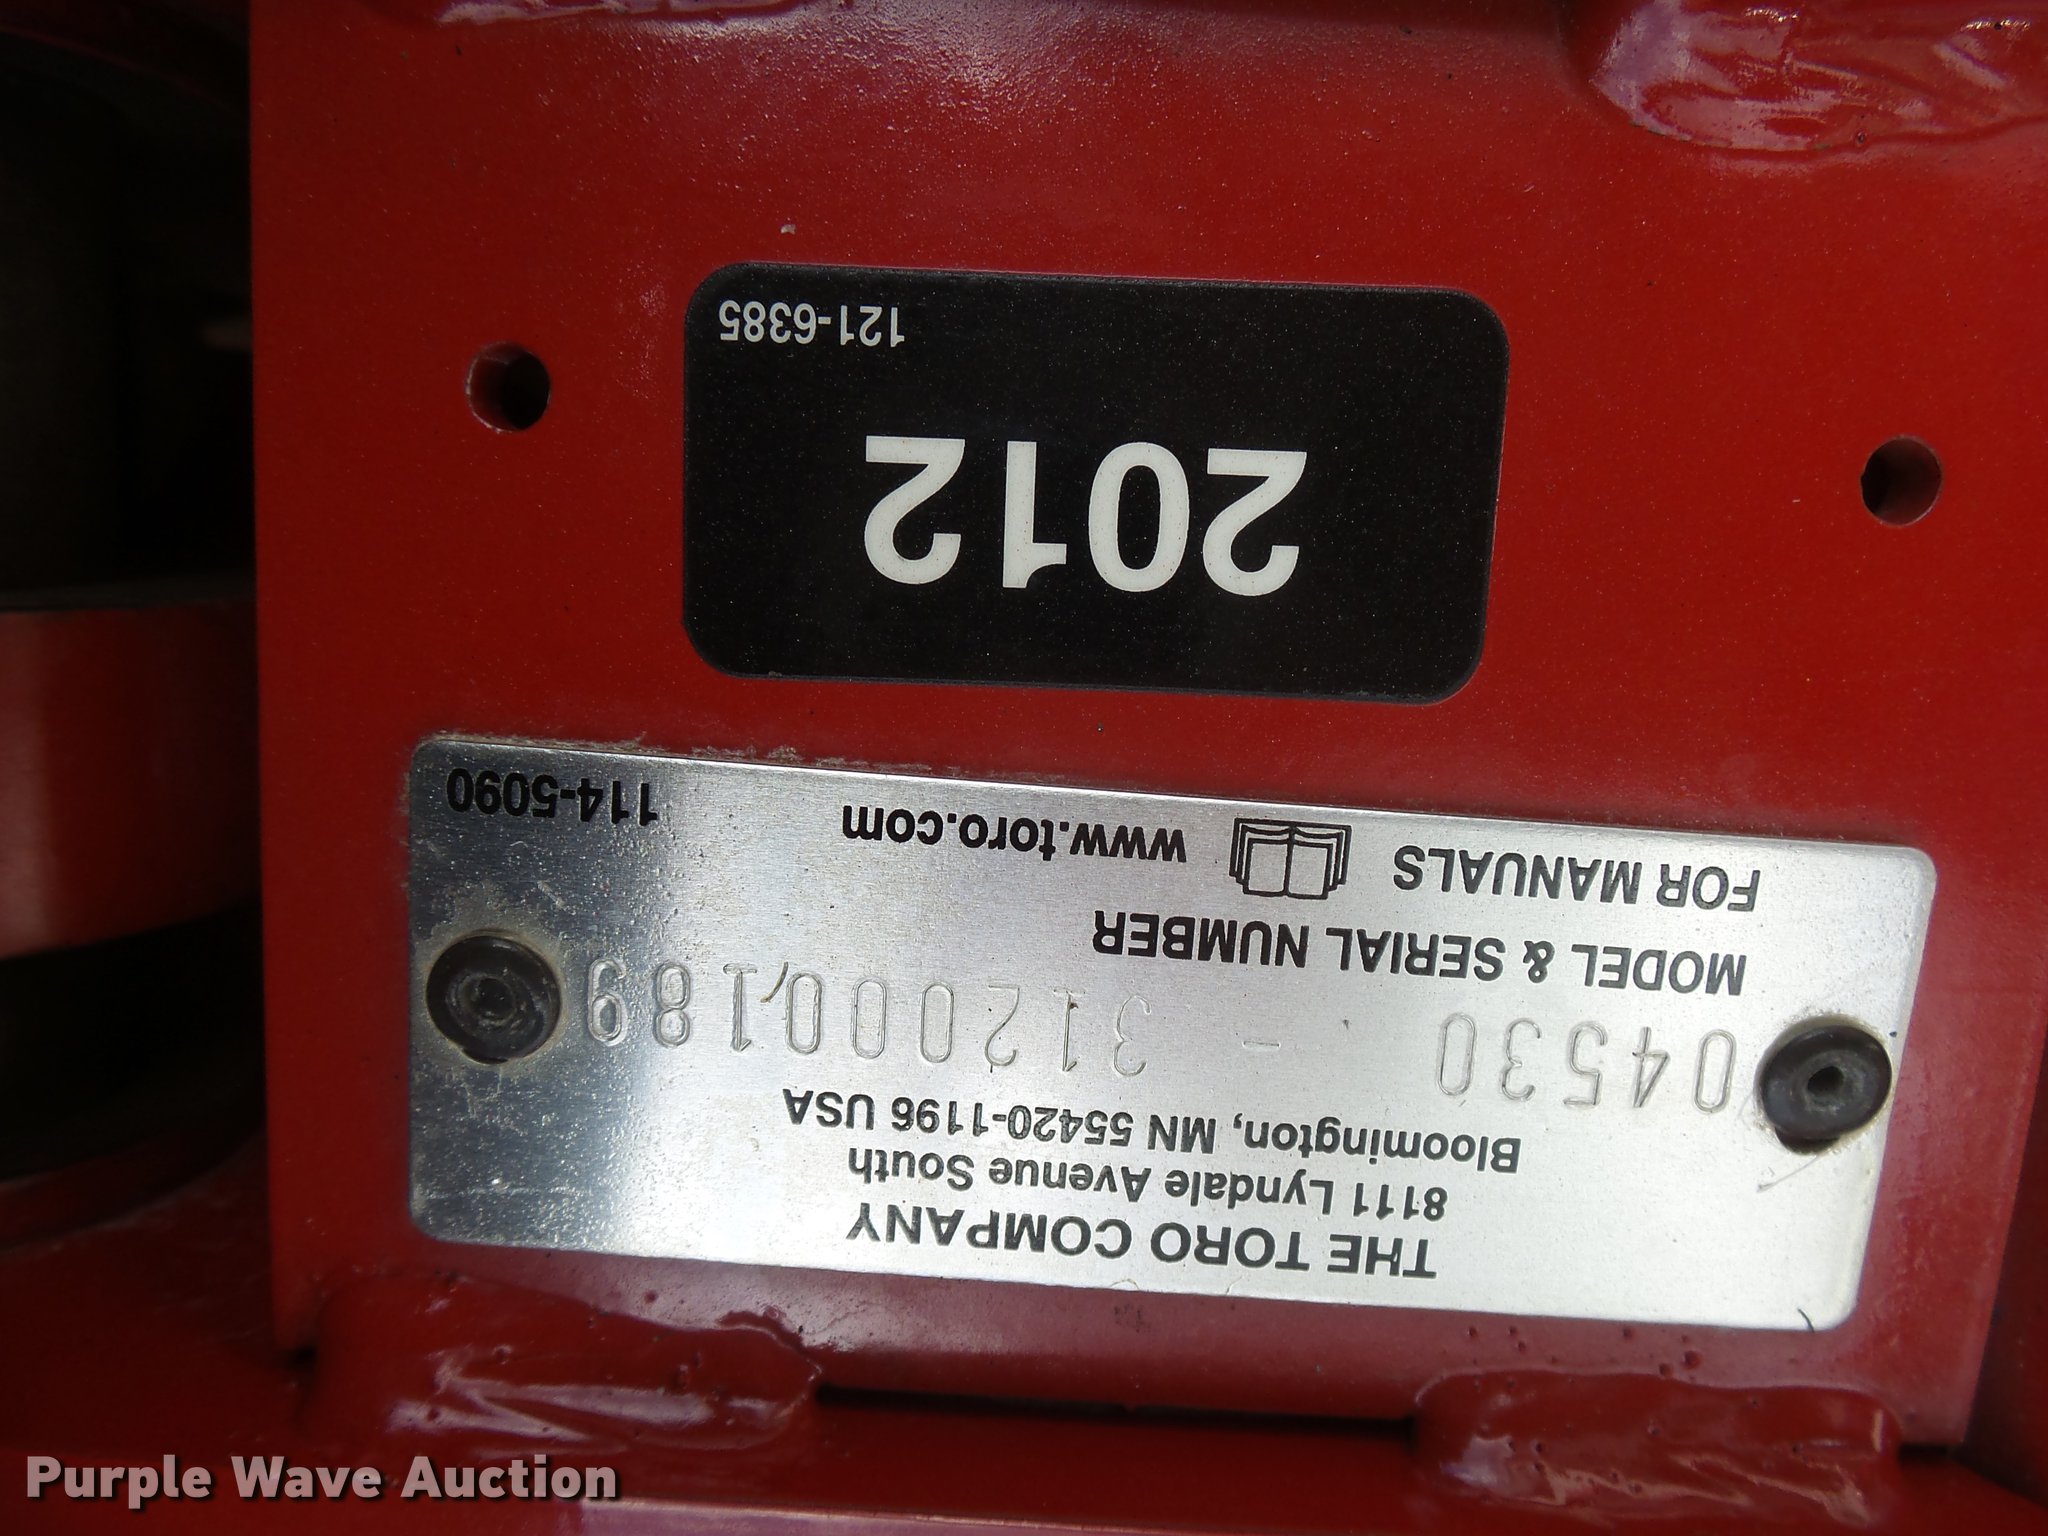 THE TORO COMPANY
8111 Lyndale Avenue South
Bloomington, MN 55420-1196 USA
04530 - 312000189
MODEL & SERIAL NUMBER
FOR MANUALS www.toro.com
114-5090
2012
121-6385
Purple Wave Auction